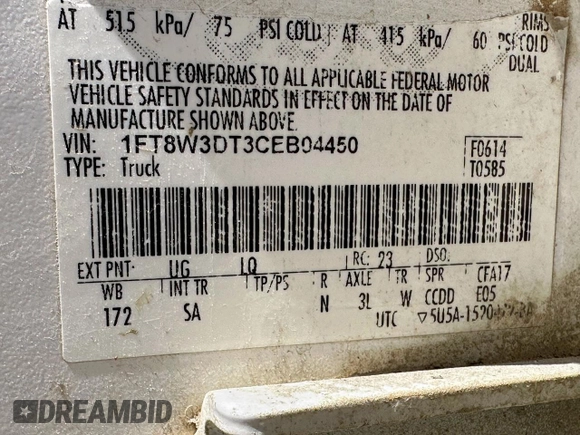 RIMS
AT 515 kPa/ 75 PSI COLD AT 415 kPa/ 60 PSI COLD
DUAL
THIS VEHICLE CONFORMS TO ALL APPLICABLE FEDERAL MOTOR
VEHICLE SAFETY STANDARDS IN EFFECT ON THE DATE OF
MANUFACTURE SHOWN ABOVE.
VIN: 1FT8W3DT3CEB04450
TYPE: Truck
F0614
T0585
EXT PNT: UG LQ RC: 23 DSO:
WB INT TR TP/PS R AXLE TR SPR CFA17
172 SA N 3L W CCDD E05
UTC ▽5U5A-
DREAMBID